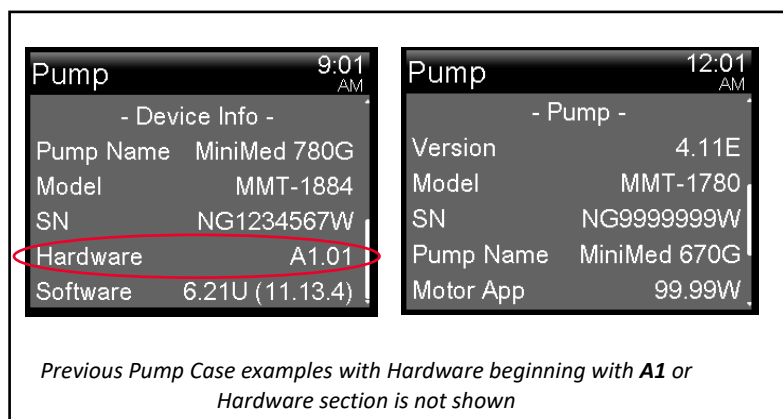 Pump 9:01 AM
- Device Info -
Pump Name MiniMed 780G
Model MMT-1884
SN NG1234567W
Hardware A1.01
Software 6.21U (11.13.4)
Pump 12:01 AM
- Pump -
Version 4.11E
Model MMT-1780
SN NG9999999W
Pump Name MiniMed 670G
Motor App 99.99W
Previous Pump Case examples with Hardware beginning with A1 or
Hardware section is not shown